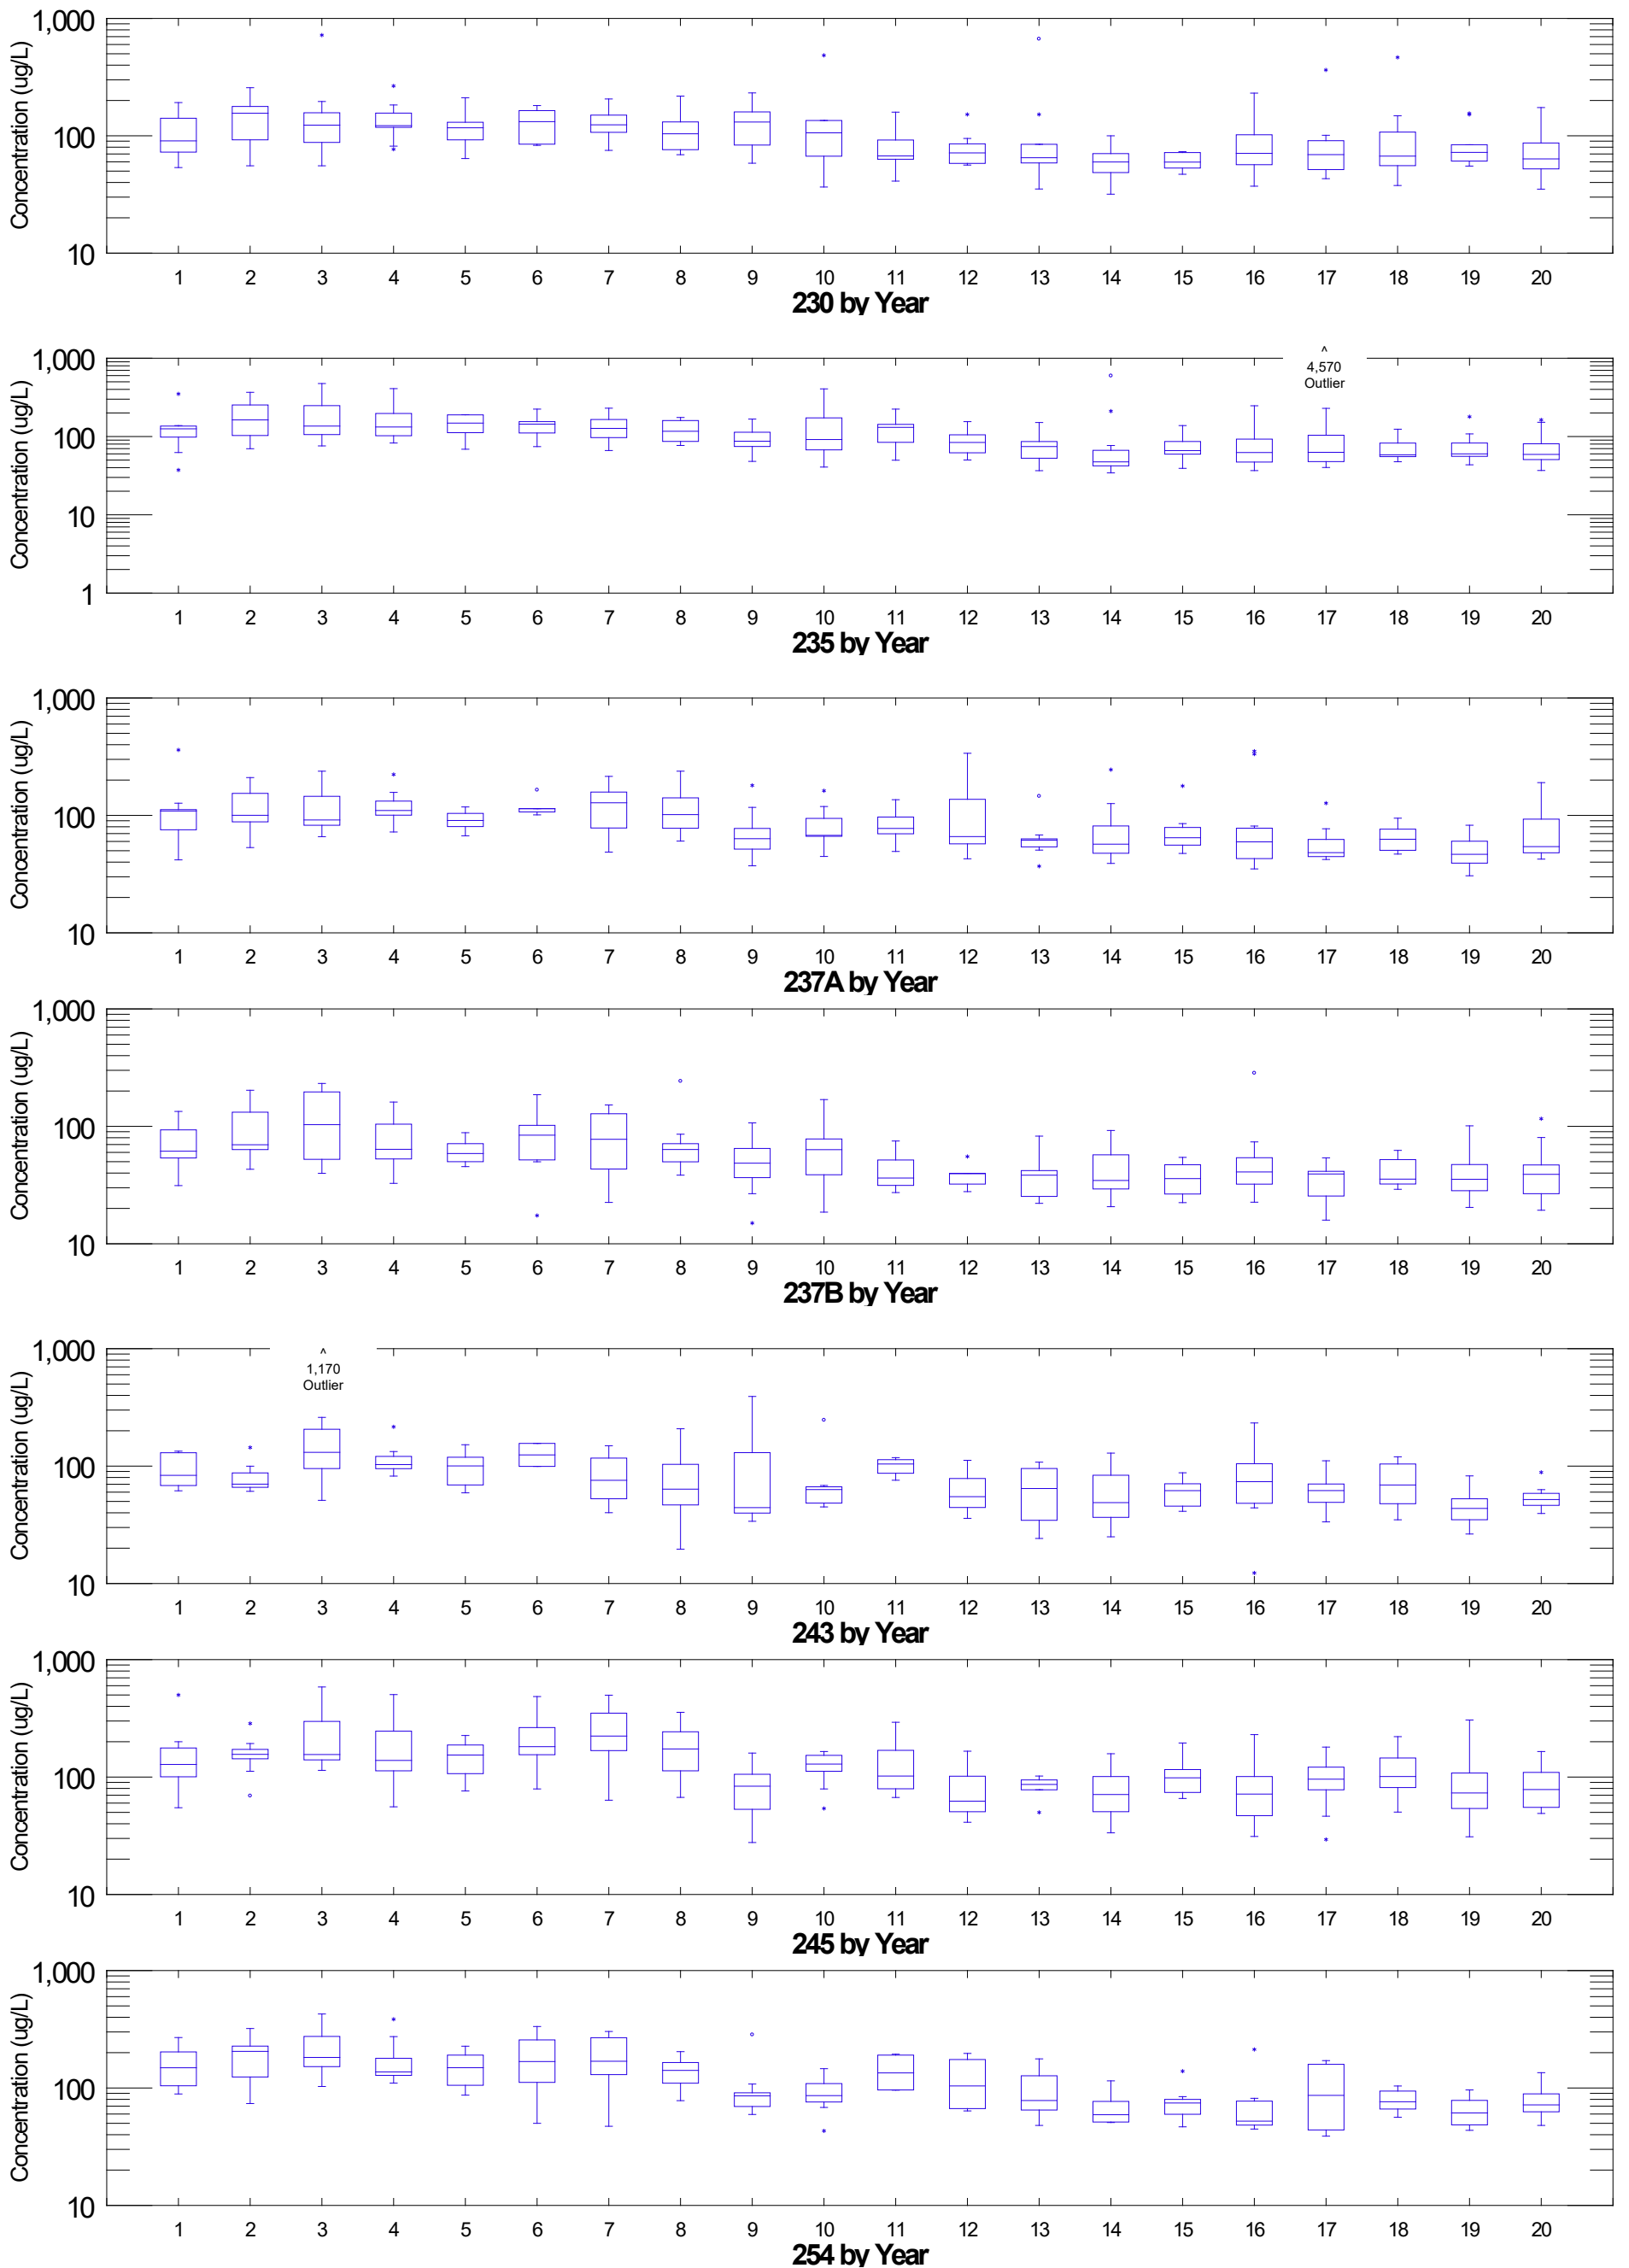 1,000
100
10
Concentration (ug/L)
1 2 3 4 5 6 7 8 9 10 11 12 13 14 15 16 17 18 19 20
230 by Year
1,000
100
10
1
Concentration (ug/L)
^
4,570
Outlier
1 2 3 4 5 6 7 8 9 10 11 12 13 14 15 16 17 18 19 20
235 by Year
1,000
100
10
Concentration (ug/L)
1 2 3 4 5 6 7 8 9 10 11 12 13 14 15 16 17 18 19 20
237A by Year
1,000
100
10
Concentration (ug/L)
1 2 3 4 5 6 7 8 9 10 11 12 13 14 15 16 17 18 19 20
237B by Year
1,000
100
10
Concentration (ug/L)
^
1,170
Outlier
1 2 3 4 5 6 7 8 9 10 11 12 13 14 15 16 17 18 19 20
243 by Year
1,000
100
10
Concentration (ug/L)
1 2 3 4 5 6 7 8 9 10 11 12 13 14 15 16 17 18 19 20
245 by Year
1,000
100
10
Concentration (ug/L)
1 2 3 4 5 6 7 8 9 10 11 12 13 14 15 16 17 18 19 20
254 by Year